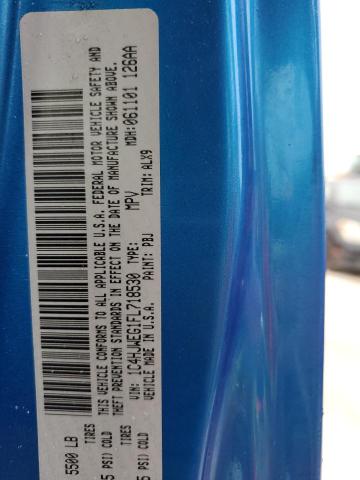 5500 LB
TIRES
5 PSI) COLD
TIRES
5 PSI) COLD
THIS VEHICLE CONFORMS TO ALL APPLICABLE U.S.A. FEDERAL MOTOR VEHICLE SAFETY AND
THEFT PREVENTION STANDARDS IN EFFECT ON THE DATE OF MANUFACTURE SHOWN ABOVE.
1C4HJWEG1FL718530 TYPE: MPV MDH:061101 126AA
VEHICLE MADE IN U.S.A. PAINT: PBJ TRIM: ALX9